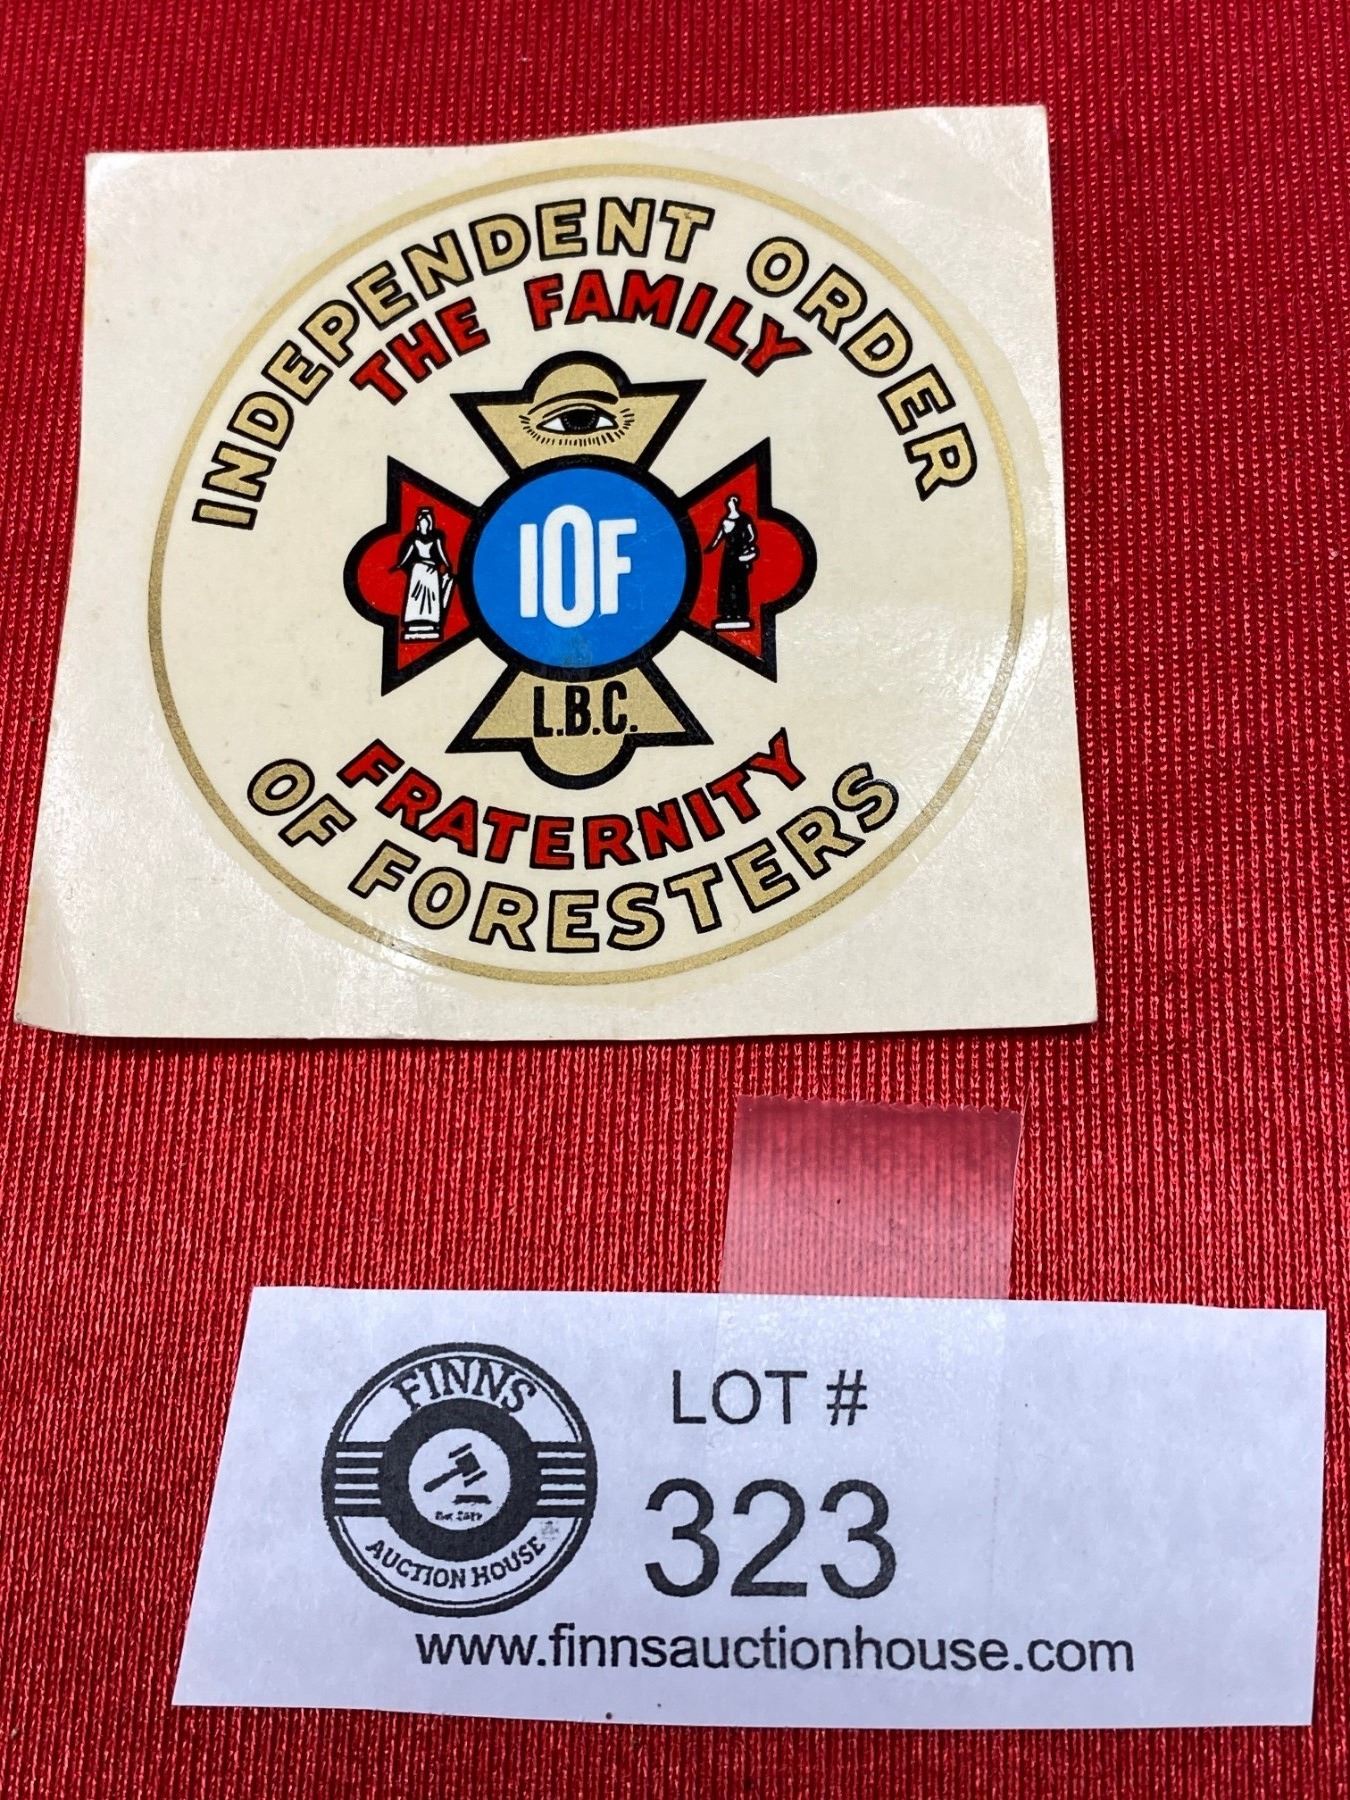 INDEPENDENT ORDER
THE FAMILY
IOF
L.B.C.
FRATERNITY
OF FORESTERS
FINNS
AUCTION HOUSE
LOT #
323
www.finnsauctionhouse.com